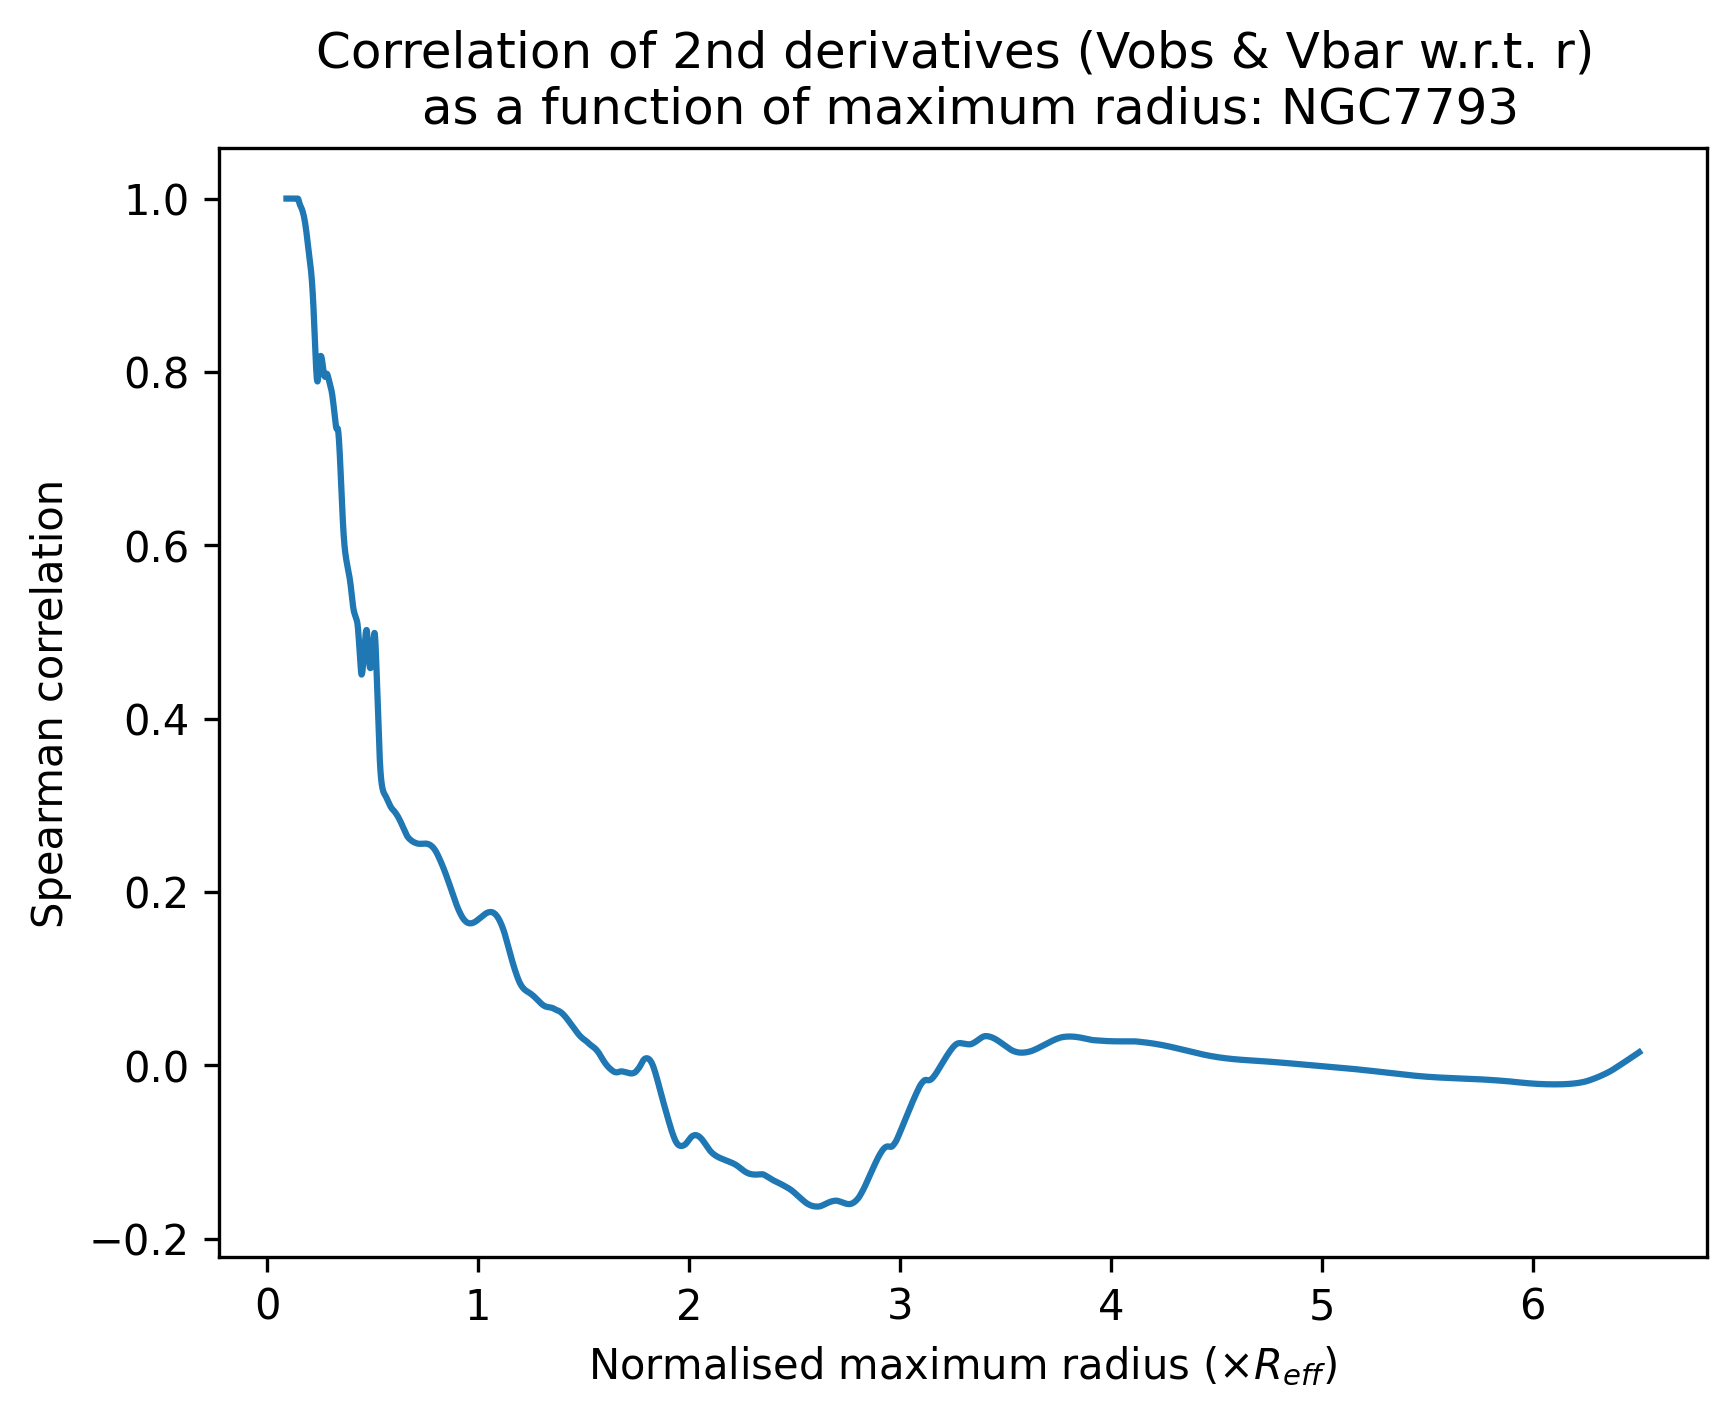 Correlation of 2nd derivatives (Vobs & Vbar w.r.t. r)
as a function of maximum radius: NGC7793
Spearman correlation
1.0
0.8
0.6
0.4
0.2
0.0
−0.2
0 1 2 3 4 5 6
Normalised maximum radius (×R_eff)